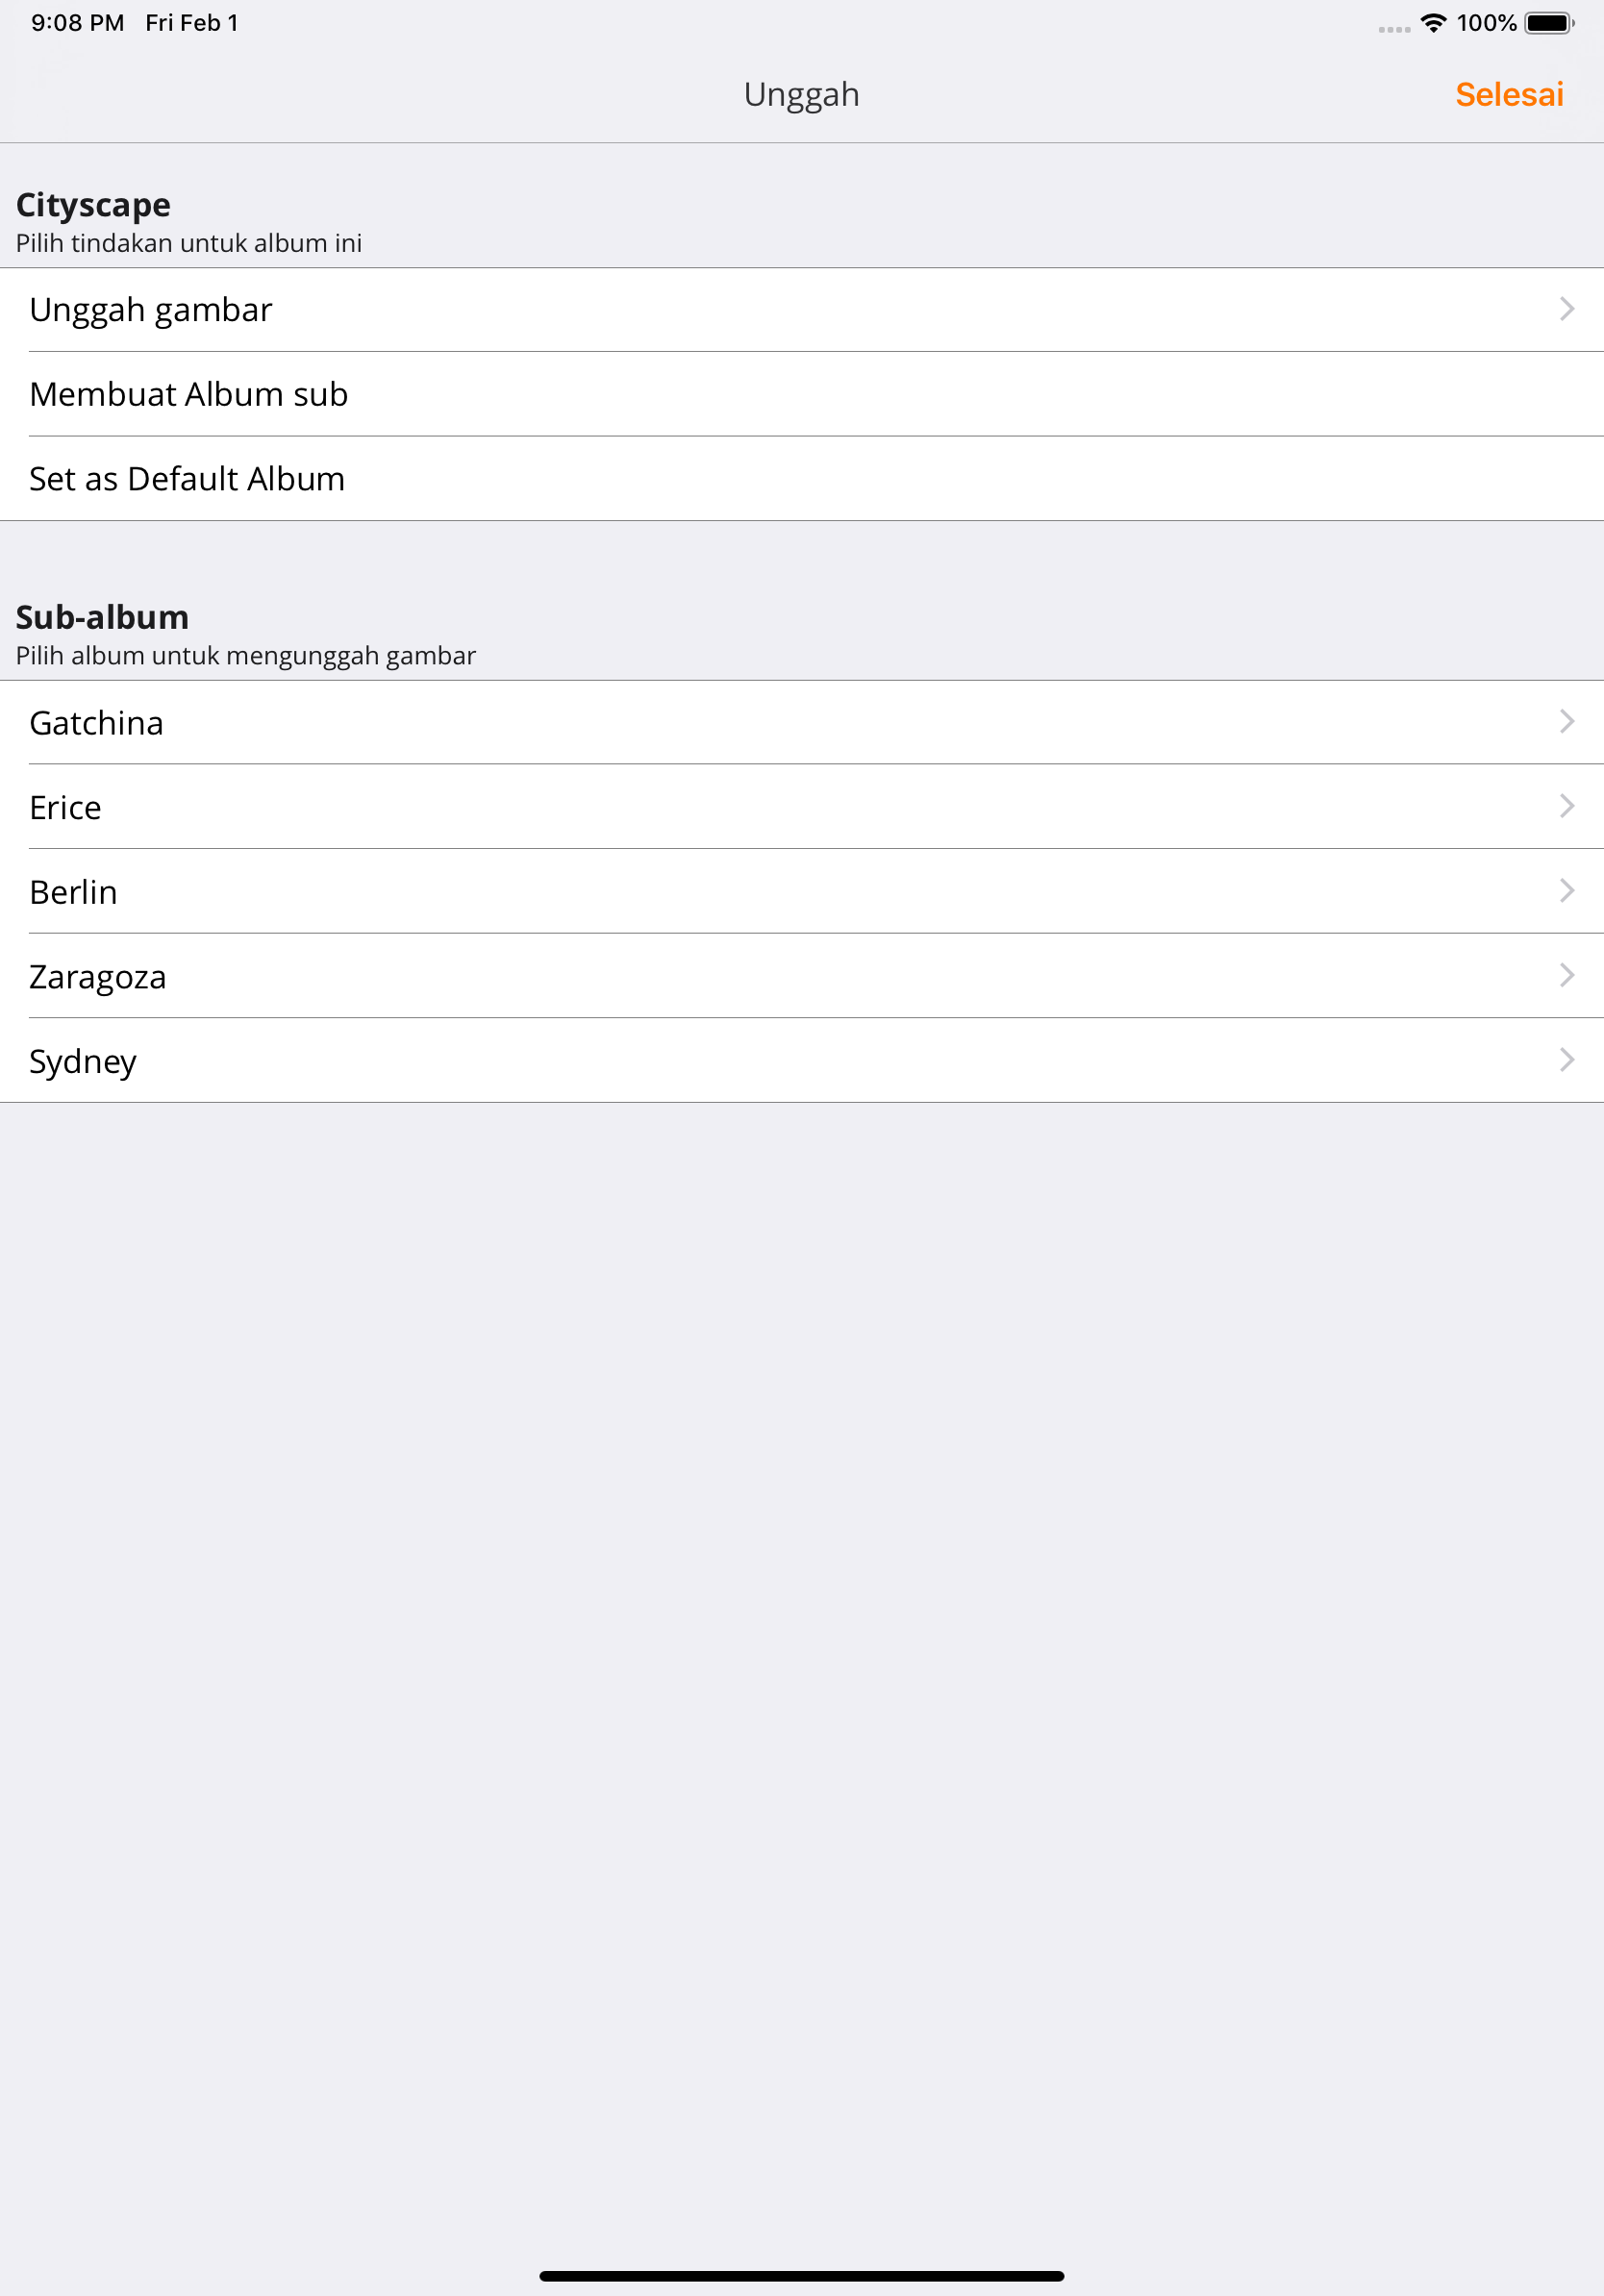 9:08 PM Fri Feb 1 100%
Unggah Selesai
Cityscape
Pilih tindakan untuk album ini
Unggah gambar
Membuat Album sub
Set as Default Album
Sub-album
Pilih album untuk mengunggah gambar
Gatchina
Erice
Berlin
Zaragoza
Sydney